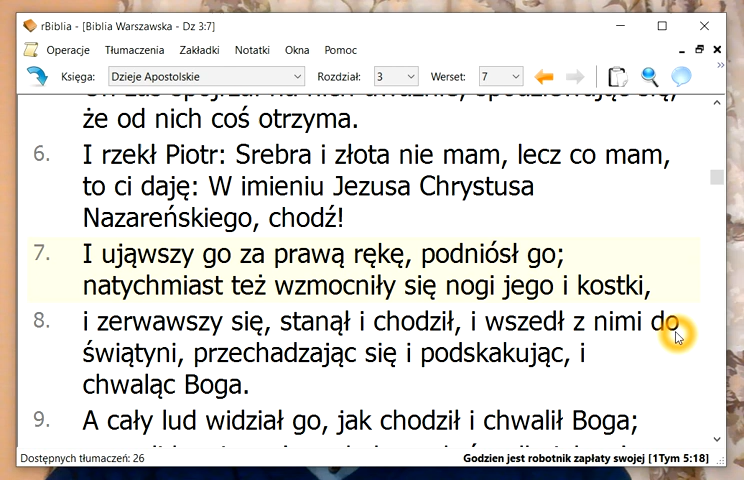 rBiblia - [Biblia Warszawska - Dz 3:7]
Operacje Tłumaczenia Zakładki Notatki Okna Pomoc
Księga: Dzieje Apostolskie Rozdział: 3 Werset: 7
że od nich coś otrzyma.
6. I rzekł Piotr: Srebra i złota nie mam, lecz co mam,
to ci daję: W imieniu Jezusa Chrystusa
Nazareńskiego, chodź!
7. I ująwszy go za prawą rękę, podniósł go;
natychmiast też wzmocniły się nogi jego i kostki,
8. i zerwawszy się, stanął i chodził, i wszedł z nimi do
świątyni, przechadzając się i podskakując, i
chwaląc Boga.
9. A cały lud widział go, jak chodził i chwalił Boga;
Dostępnych tłumaczeń: 26 Godzien jest robotnik zapłaty swojej [1Tym 5:18]